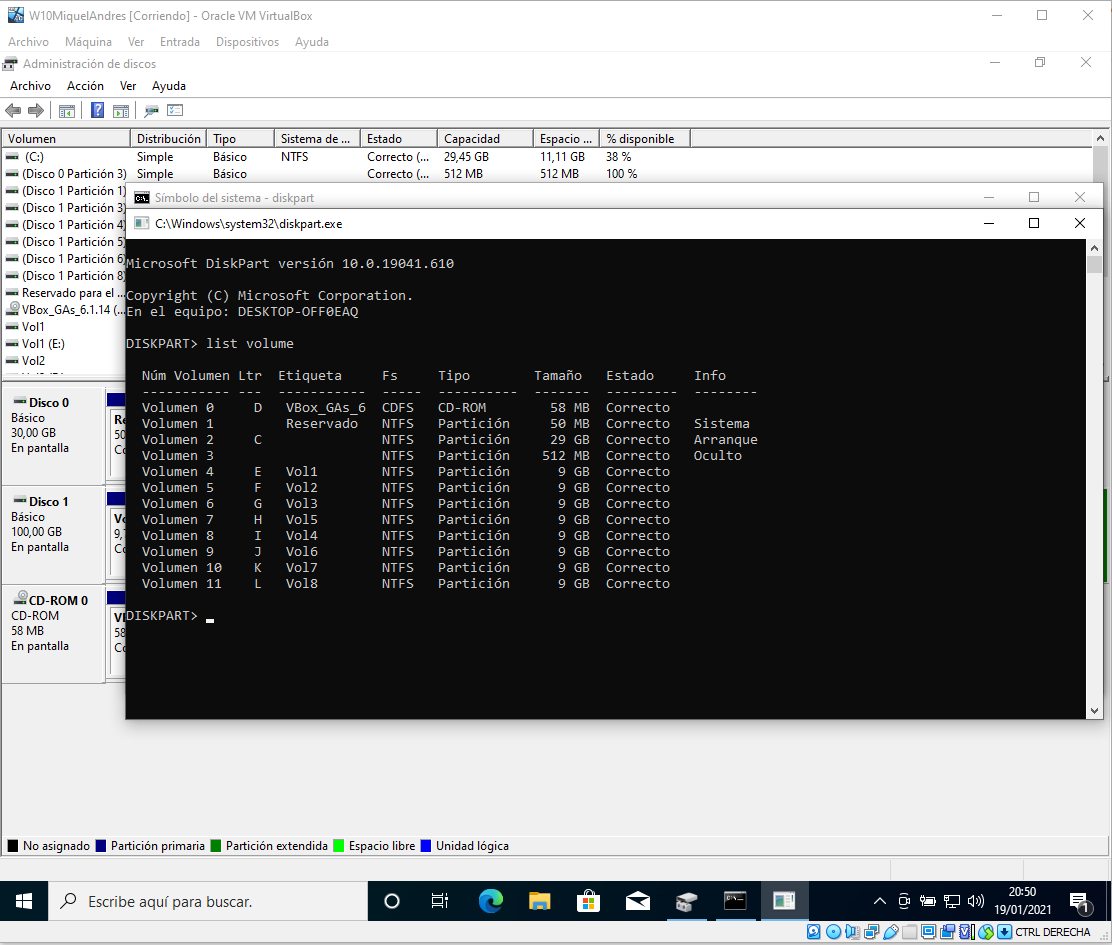 W10MiquelAndres [Corriendo] - Oracle VM VirtualBox
Archivo Máquina Ver Entrada Dispositivos Ayuda
Administración de discos
Archivo Acción Ver Ayuda
Volumen Distribución Tipo Sistema de ... Estado Capacidad Espacio ... % disponible
(C:) Simple Básico NTFS Correcto (... 29,45 GB 11,11 GB 38 %
(Disco 0 Partición 3) Simple Básico Correcto (... 512 MB 512 MB 100 %
(Disco 1 Partición 1)
(Disco 1 Partición 3)
(Disco 1 Partición 4)
(Disco 1 Partición 5)
(Disco 1 Partición 6)
(Disco 1 Partición 8)
Reservado para el ...
VBox_GAs_6.1.14 (...
Vol1
Vol1 (E:)
Vol2
Símbolo del sistema - diskpart
C:\Windows\system32\diskpart.exe
Microsoft DiskPart versión 10.0.19041.610
Copyright (C) Microsoft Corporation.
En el equipo: DESKTOP-OFF0EAQ
DISKPART> list volume
Núm Volumen Ltr Etiqueta Fs Tipo Tamaño Estado Info
----------- --- ----------- ----- ---------- ------- --------- --------
Volumen 0 D VBox_GAs_6 CDFS CD-ROM 58 MB Correcto
Volumen 1 Reservado NTFS Partición 50 MB Correcto Sistema
Volumen 2 C NTFS Partición 29 GB Correcto Arranque
Volumen 3 NTFS Partición 512 MB Correcto Oculto
Volumen 4 E Vol1 NTFS Partición 9 GB Correcto
Volumen 5 F Vol2 NTFS Partición 9 GB Correcto
Volumen 6 G Vol3 NTFS Partición 9 GB Correcto
Volumen 7 H Vol5 NTFS Partición 9 GB Correcto
Volumen 8 I Vol4 NTFS Partición 9 GB Correcto
Volumen 9 J Vol6 NTFS Partición 9 GB Correcto
Volumen 10 K Vol7 NTFS Partición 9 GB Correcto
Volumen 11 L Vol8 NTFS Partición 9 GB Correcto
DISKPART>
Disco 0
Básico
30,00 GB
En pantalla
Disco 1
Básico
100,00 GB
En pantalla
CD-ROM 0
CD-ROM
58 MB
En pantalla
No asignado Partición primaria Partición extendida Espacio libre Unidad lógica
Escribe aquí para buscar.
20:50
19/01/2021
1
CTRL DERECHA